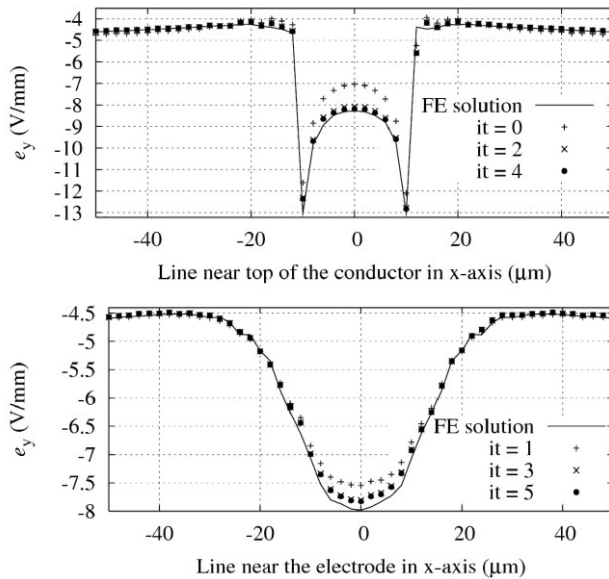 -4
-5
-6
-7
-8
-9
-10
-11
-12
-13
e_y (V/mm)
FE solution
it = 0
it = 2
it = 4
-40 -20 0 20 40
Line near top of the conductor in x-axis (μm)
-4.5
-5
-5.5
-6
-6.5
-7
-7.5
-8
e_y (V/mm)
FE solution
it = 1
it = 3
it = 5
-40 -20 0 20 40
Line near the electrode in x-axis (μm)